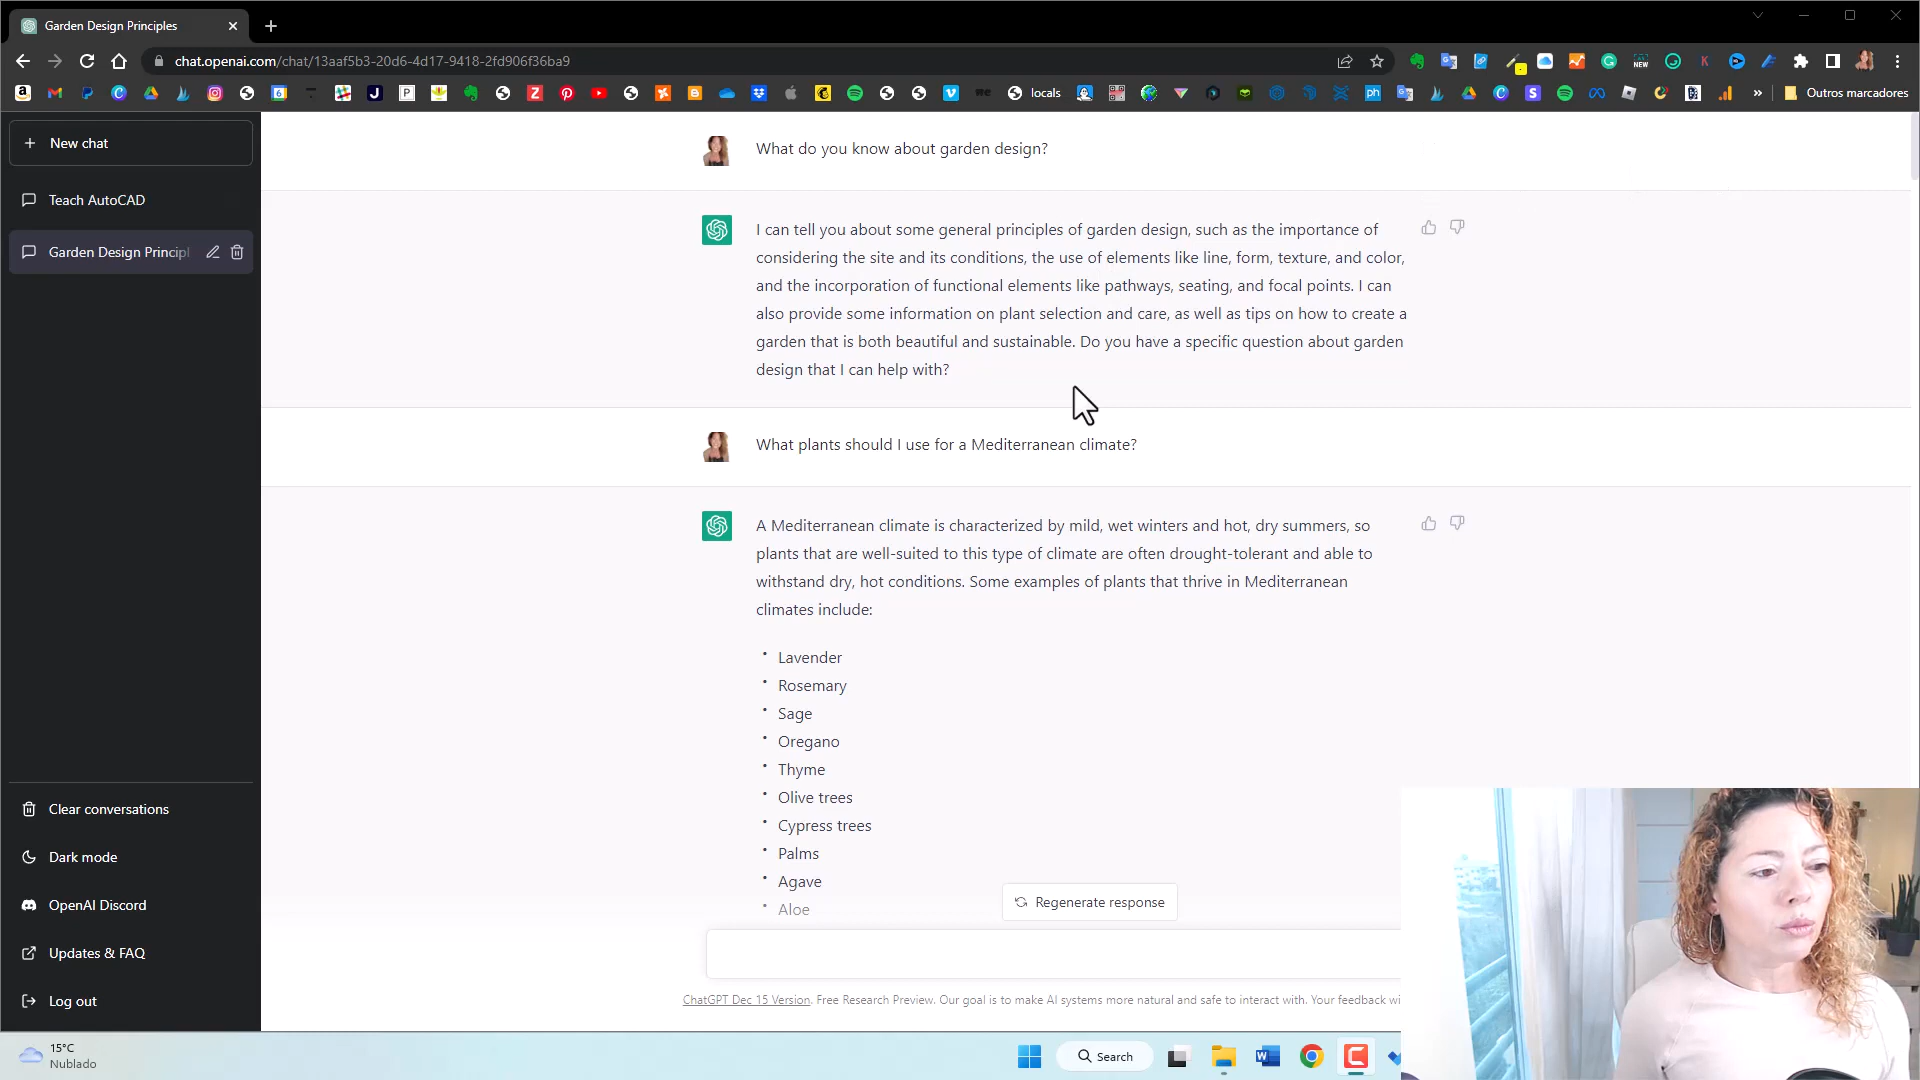 Garden Design Principles
chat.openai.com/chat/13aaf5b3-20d6-4d17-9418-2fd906f36ba9
locals
Outros marcadores
New chat
Teach AutoCAD
Garden Design Principl
Clear conversations
Dark mode
OpenAI Discord
Updates & FAQ
Log out
What do you know about garden design?
I can tell you about some general principles of garden design, such as the importance of
considering the site and its conditions, the use of elements like line, form, texture, and color,
and the incorporation of functional elements like pathways, seating, and focal points. I can
also provide some information on plant selection and care, as well as tips on how to create a
garden that is both beautiful and sustainable. Do you have a specific question about garden
design that I can help with?
What plants should I use for a Mediterranean climate?
A Mediterranean climate is characterized by mild, wet winters and hot, dry summers, so
plants that are well-suited to this type of climate are often drought-tolerant and able to
withstand dry, hot conditions. Some examples of plants that thrive in Mediterranean
climates include:
• Lavender
• Rosemary
• Sage
• Oregano
• Thyme
• Olive trees
• Cypress trees
• Palms
• Agave
• Aloe
Regenerate response
ChatGPT Dec 15 Version. Free Research Preview. Our goal is to make AI systems more natural and safe to interact with. Your feedback wi
15°C
Nublado
Search